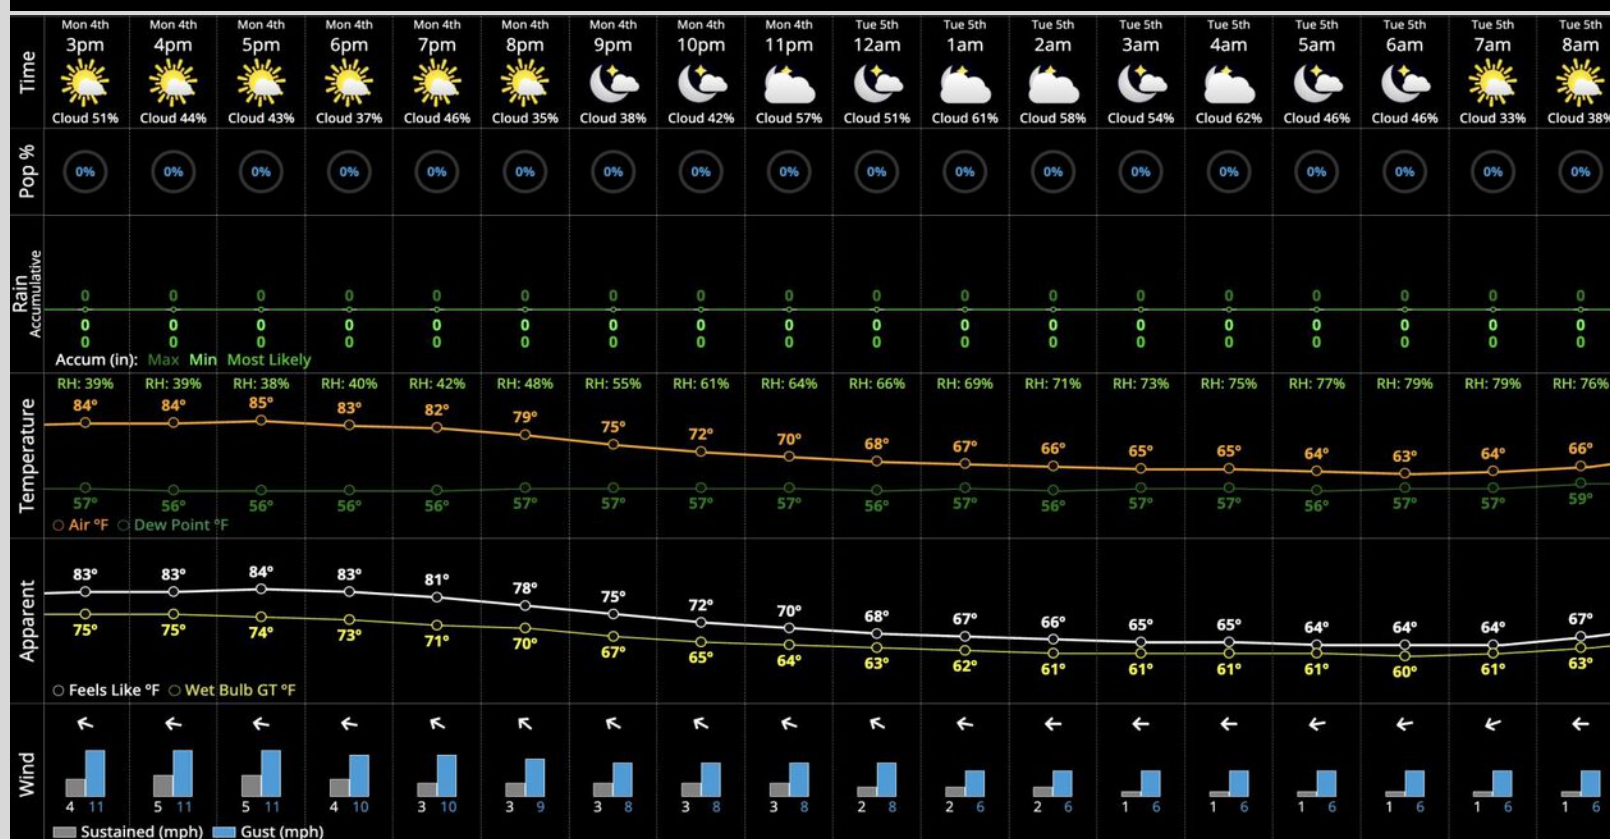 Mon 4th Mon 4th Mon 4th Mon 4th Mon 4th Mon 4th Mon 4th Mon 4th Mon 4th Tue 5th Tue 5th Tue 5th Tue 5th Tue 5th Tue 5th Tue 5th Tue 5th Tue 5th
Time
3pm 4pm 5pm 6pm 7pm 8pm 9pm 10pm 11pm 12am 1am 2am 3am 4am 5am 6am 7am 8am
Cloud 51% Cloud 44% Cloud 43% Cloud 37% Cloud 46% Cloud 35% Cloud 38% Cloud 42% Cloud 57% Cloud 51% Cloud 61% Cloud 58% Cloud 54% Cloud 62% Cloud 46% Cloud 46% Cloud 33% Cloud 38%
Pop %
0% 0% 0% 0% 0% 0% 0% 0% 0% 0% 0% 0% 0% 0% 0% 0% 0% 0%
Rain
Accumulative
0 0 0 0 0 0 0 0 0 0 0 0 0 0 0 0 0 0
0 0 0 0 0 0 0 0 0 0 0 0 0 0 0 0 0 0
0 0 0 0 0 0 0 0 0 0 0 0 0 0 0 0 0 0
Accum (in): Max Min Most Likely
Temperature
RH: 39% RH: 39% RH: 38% RH: 40% RH: 42% RH: 48% RH: 55% RH: 61% RH: 64% RH: 66% RH: 69% RH: 71% RH: 73% RH: 75% RH: 77% RH: 79% RH: 79% RH: 76%
84° 84° 85° 83° 82° 79° 75° 72° 70° 68° 67° 66° 65° 65° 64° 63° 64° 66°
57° 56° 56° 56° 56° 57° 57° 57° 57° 56° 57° 56° 57° 57° 56° 57° 57° 59°
Air ºF Dew Point ºF
Apparent
83° 83° 84° 83° 81° 78° 75° 72° 70° 68° 67° 66° 65° 65° 64° 64° 64° 67°
75° 75° 74° 73° 71° 70° 67° 65° 64° 63° 62° 61° 61° 61° 61° 60° 61° 63°
Feels Like ºF Wet Bulb GT ºF
Wind
4 11 5 11 5 11 4 10 3 10 3 9 3 8 3 8 3 8 2 8 2 6 2 6 1 6 1 6 1 6 1 6 1 6 1 6
Sustained (mph) Gust (mph)